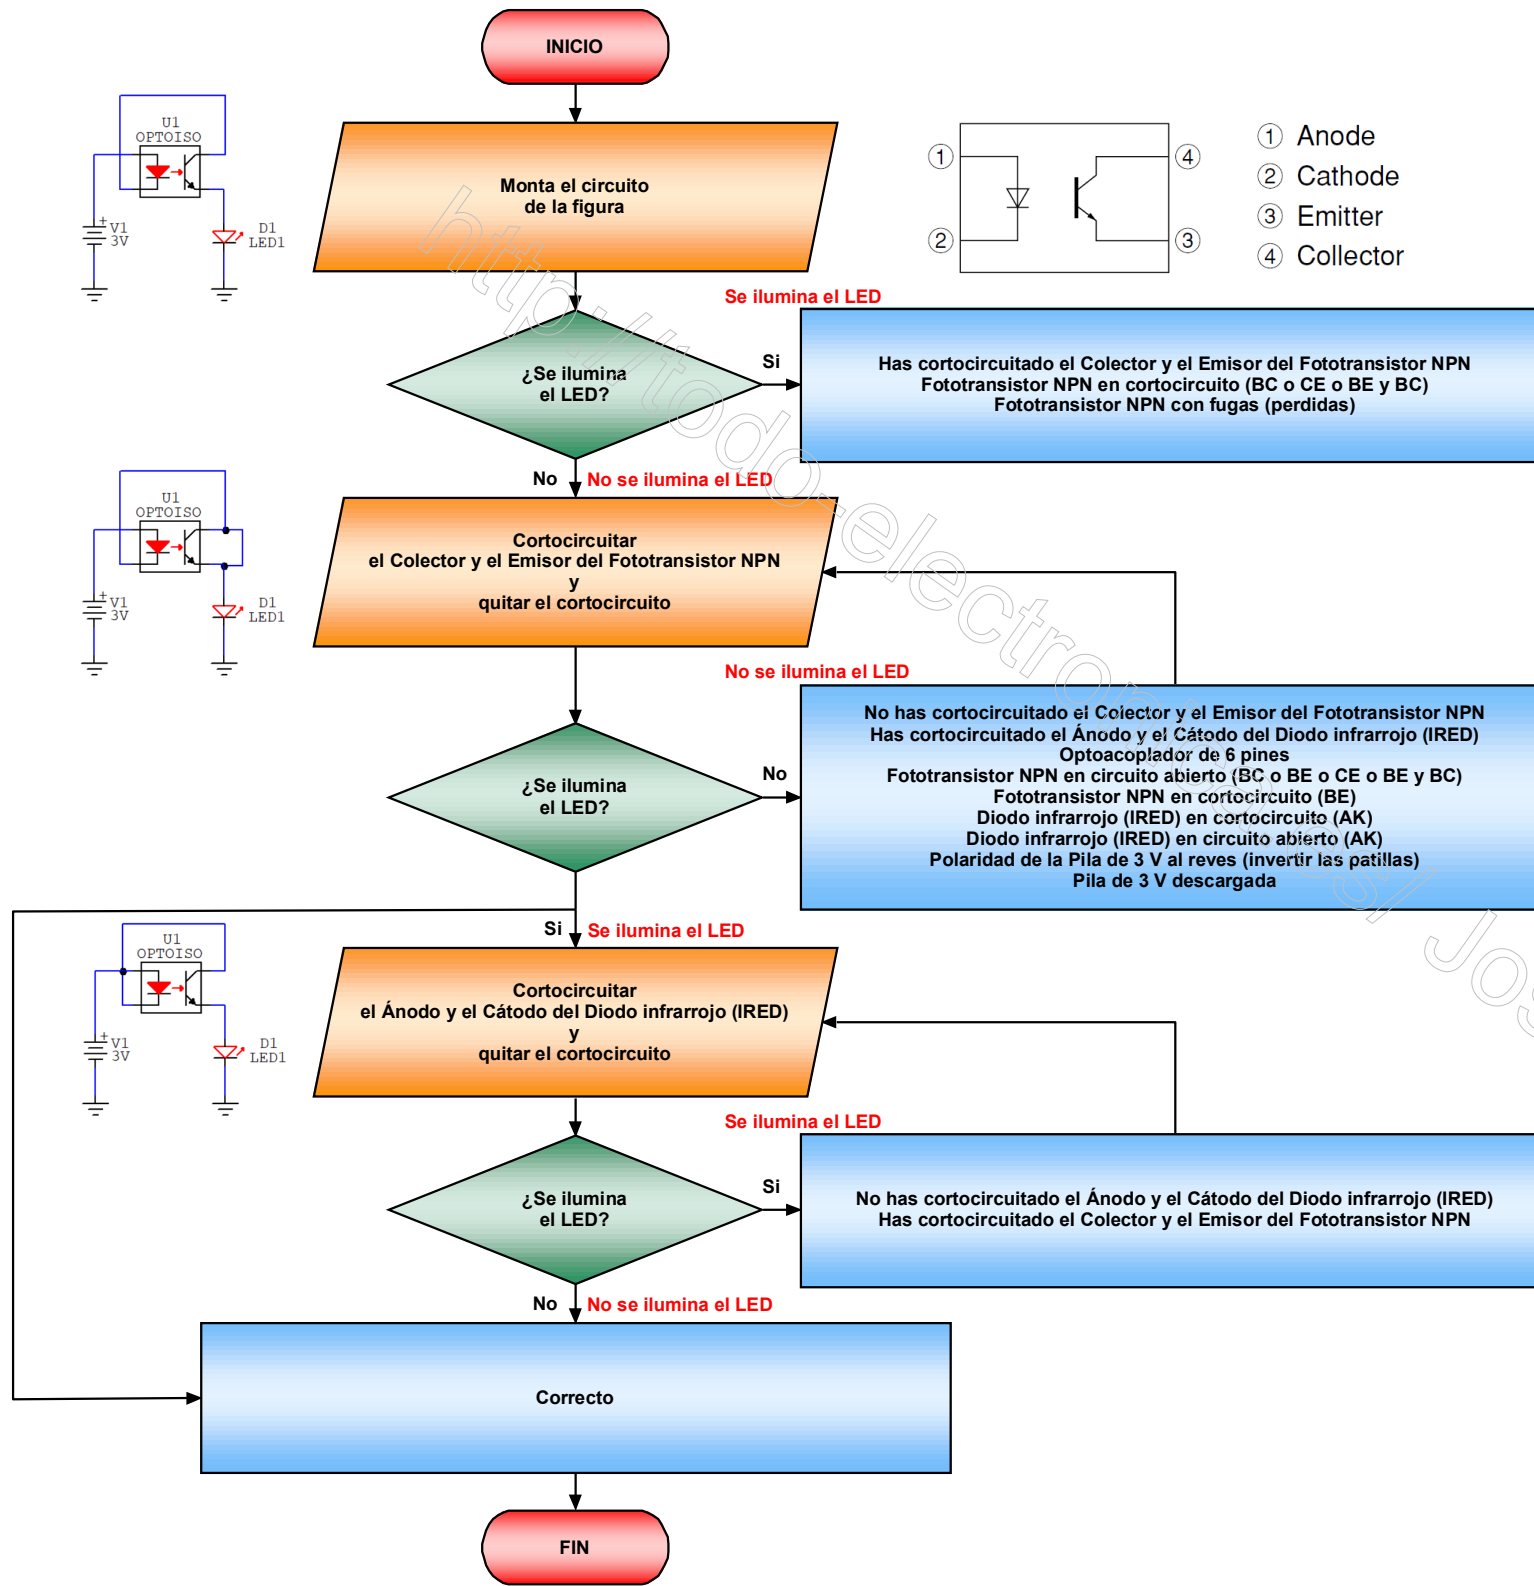 INICIO
U1
OPTOISO
+
V1
3V
D1
LED1
Monta el circuito
de la figura
1
2
4
3
1 Anode
2 Cathode
3 Emitter
4 Collector
Se ilumina el LED
¿Se ilumina
el LED?
Si
Has cortocircuitado el Colector y el Emisor del Fototransistor NPN
Fototransistor NPN en cortocircuito (BC o CE o BE y BC)
Fototransistor NPN con fugas (perdidas)
No
No se ilumina el LED
U1
OPTOISO
+
V1
3V
D1
LED1
Cortocircuitar
el Colector y el Emisor del Fototransistor NPN
y
quitar el cortocircuito
No se ilumina el LED
¿Se ilumina
el LED?
No
No has cortocircuitado el Colector y el Emisor del Fototransistor NPN
Has cortocircuitado el Ánodo y el Cátodo del Diodo infrarrojo (IRED)
Optoacoplador de 6 pines
Fototransistor NPN en circuito abierto (BC o BE o CE o BE y BC)
Fototransistor NPN en cortocircuito (BE)
Diodo infrarrojo (IRED) en cortocircuito (AK)
Diodo infrarrojo (IRED) en circuito abierto (AK)
Polaridad de la Pila de 3 V al reves (invertir las patillas)
Pila de 3 V descargada
Si
Se ilumina el LED
U1
OPTOISO
+
V1
3V
D1
LED1
Cortocircuitar
el Ánodo y el Cátodo del Diodo infrarrojo (IRED)
y
quitar el cortocircuito
Se ilumina el LED
¿Se ilumina
el LED?
Si
No has cortocircuitado el Ánodo y el Cátodo del Diodo infrarrojo (IRED)
Has cortocircuitado el Colector y el Emisor del Fototransistor NPN
No
No se ilumina el LED
Correcto
FIN
http://todo-electronica.es/